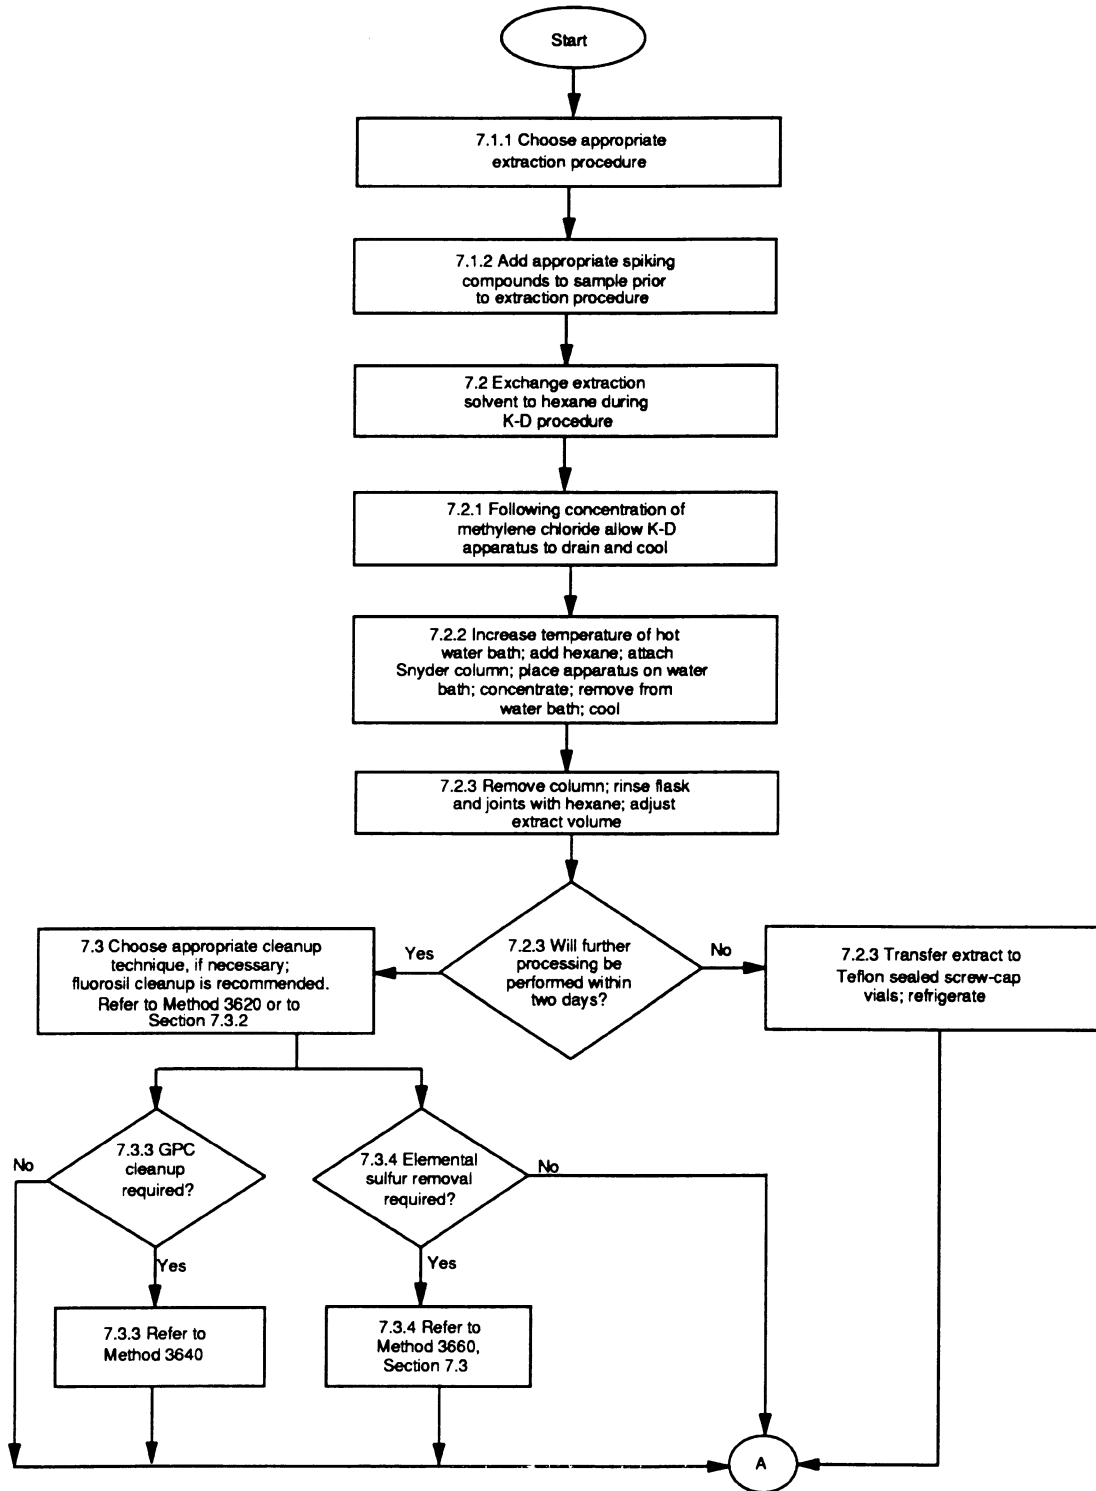 Start
7.1.1 Choose appropriate
extraction procedure
7.1.2 Add appropriate spiking
compounds to sample prior
to extraction procedure
7.2 Exchange extraction
solvent to hexane during
K-D procedure
7.2.1 Following concentration of
methylene chloride allow K-D
apparatus to drain and cool
7.2.2 Increase temperature of hot
water bath; add hexane; attach
Snyder column; place apparatus on water
bath; concentrate; remove from
water bath; cool
7.2.3 Remove column; rinse flask
and joints with hexane; adjust
extract volume
7.2.3 Will further
processing be
performed within
two days?
Yes
No
7.3 Choose appropriate cleanup
technique, if necessary;
fluorosil cleanup is recommended.
Refer to Method 3620 or to
Section 7.3.2
7.2.3 Transfer extract to
Teflon sealed screw-cap
vials; refrigerate
7.3.3 GPC
cleanup
required?
No
Yes
7.3.4 Elemental
sulfur removal
required?
No
Yes
7.3.3 Refer to
Method 3640
7.3.4 Refer to
Method 3660,
Section 7.3
A